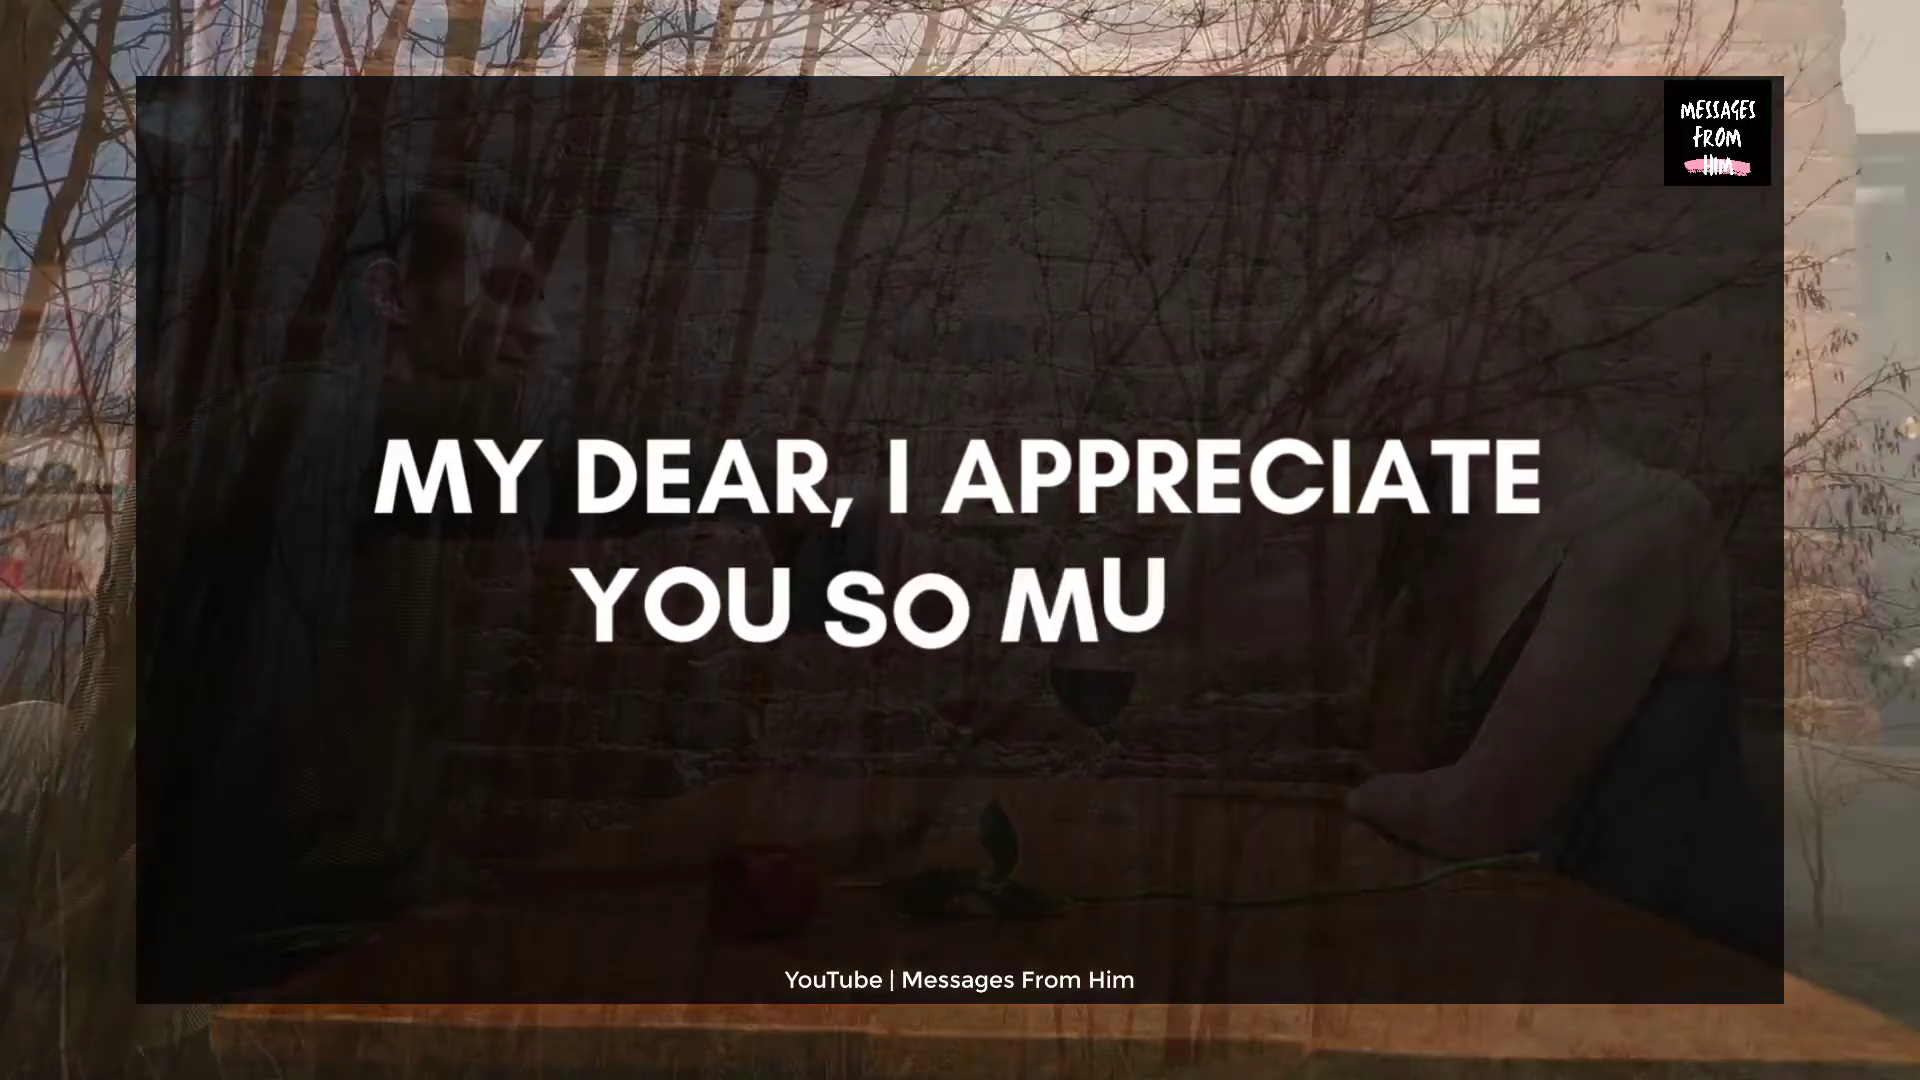 MESSAGES
FROM
HIM
MY DEAR, I APPRECIATE
YOU SO MU
YouTube | Messages From Him